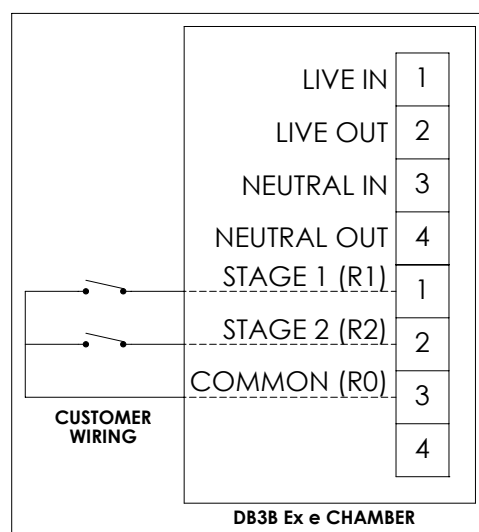 LIVE IN 1
LIVE OUT 2
NEUTRAL IN 3
NEUTRAL OUT 4
STAGE 1 (R1) 1
STAGE 2 (R2) 2
COMMON (R0) 3
4
CUSTOMER
WIRING
DB3B Ex e CHAMBER